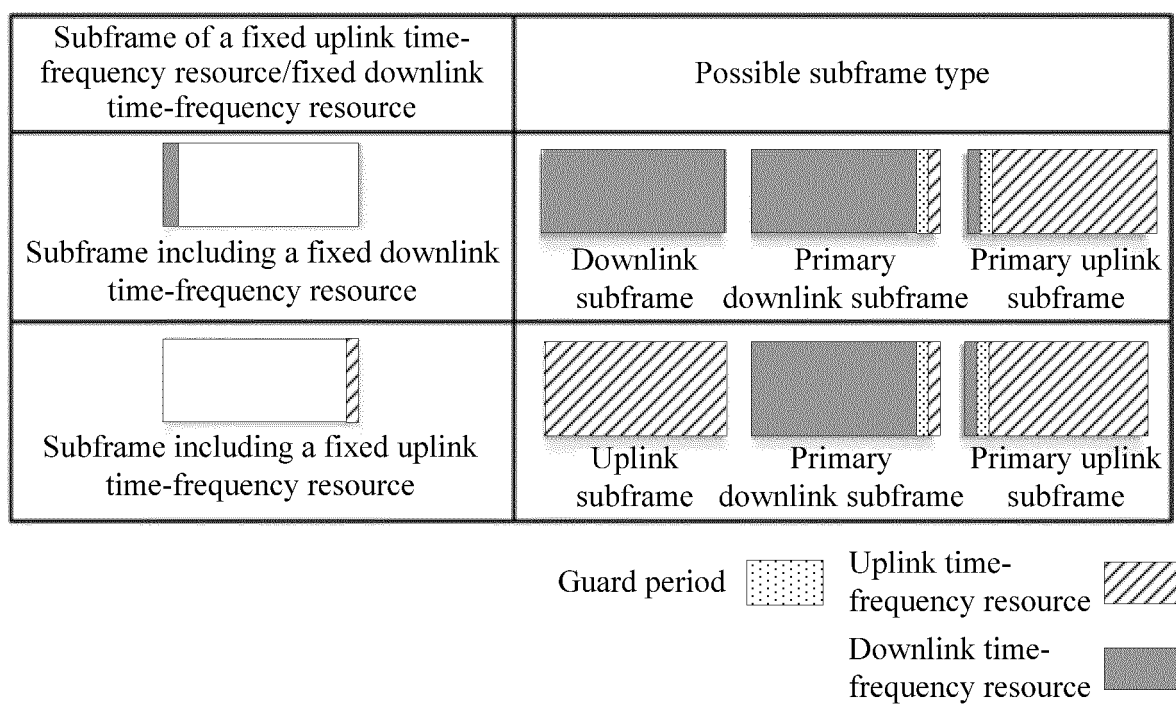 Subframe of a fixed uplink time-
frequency resource/fixed downlink
time-frequency resource
Possible subframe type
Subframe including a fixed downlink
time-frequency resource
Downlink
subframe
Primary
downlink subframe
Primary uplink
subframe
Subframe including a fixed uplink
time-frequency resource
Uplink
subframe
Primary
downlink subframe
Primary uplink
subframe
Guard period
Uplink time-
frequency resource
Downlink time-
frequency resource